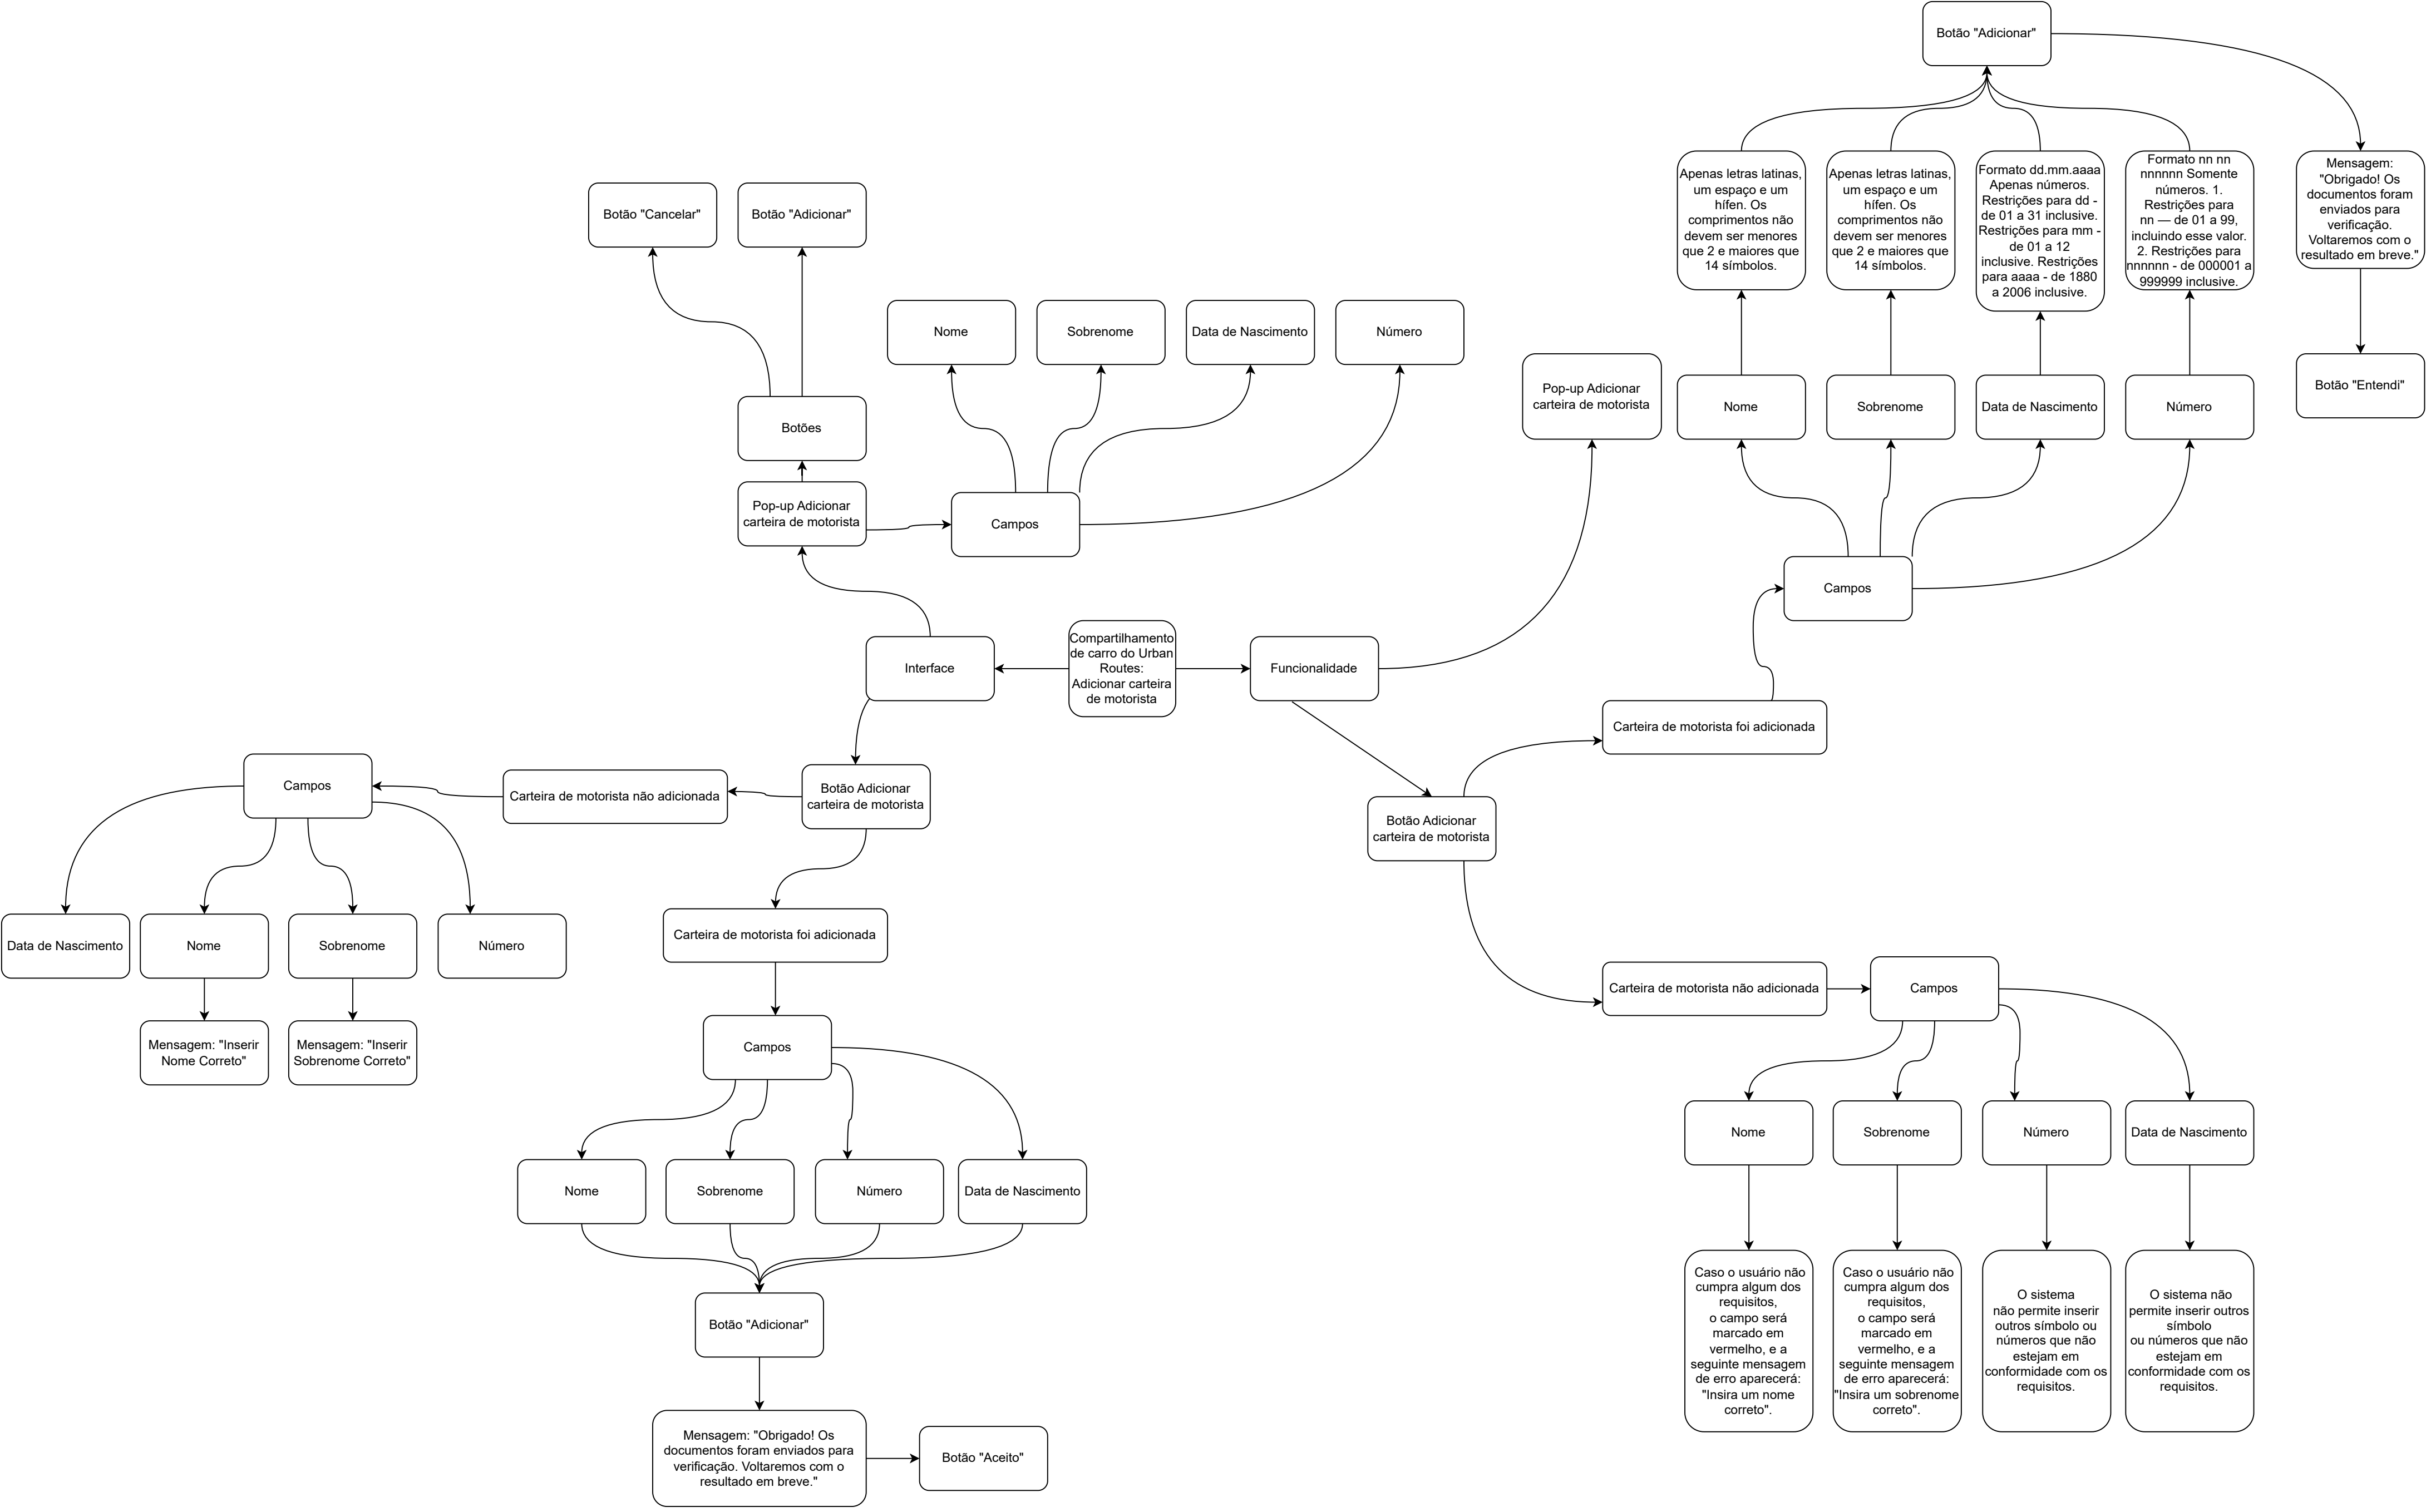 Botão "Adicionar"
Apenas letras latinas,
um espaço e um
hífen. Os
comprimentos não
devem ser menores
que 2 e maiores que
14 símbolos.
Apenas letras latinas,
um espaço e um
hífen. Os
comprimentos não
devem ser menores
que 2 e maiores que
14 símbolos.
Formato dd.mm.aaaa
Apenas números.
Restrições para dd -
de 01 a 31 inclusive.
Restrições para mm -
de 01 a 12
inclusive. Restrições
para aaaa - de 1880
a 2006 inclusive.
Formato nn nn
nnnnnn Somente
números. 1.
Restrições para
nn — de 01 a 99,
incluindo esse valor.
2. Restrições para
nnnnnn - de 000001 a
999999 inclusive.
Mensagem:
"Obrigado! Os
documentos foram
enviados para
verificação.
Voltaremos com o
resultado em breve."
Botão "Cancelar"
Botão "Adicionar"
Nome
Sobrenome
Data de Nascimento
Número
Pop-up Adicionar
carteira de motorista
Nome
Sobrenome
Data de Nascimento
Número
Botão "Entendi"
Botões
Pop-up Adicionar
carteira de motorista
Campos
Campos
Interface
Compartilhamento
de carro do Urban
Routes:
Adicionar carteira
de motorista
Funcionalidade
Carteira de motorista foi adicionada
Campos
Carteira de motorista não adicionada
Botão Adicionar
carteira de motorista
Botão Adicionar
carteira de motorista
Data de Nascimento
Nome
Sobrenome
Número
Carteira de motorista foi adicionada
Carteira de motorista não adicionada
Campos
Mensagem: "Inserir
Nome Correto"
Mensagem: "Inserir
Sobrenome Correto"
Campos
Nome
Sobrenome
Número
Data de Nascimento
Nome
Sobrenome
Número
Data de Nascimento
Caso o usuário não
cumpra algum dos
requisitos,
o campo será
marcado em
vermelho, e a
seguinte mensagem
de erro aparecerá:
"Insira um nome
correto".
Caso o usuário não
cumpra algum dos
requisitos,
o campo será
marcado em
vermelho, e a
seguinte mensagem
de erro aparecerá:
"Insira um sobrenome
correto".
O sistema
não permite inserir
outros símbolo ou
números que não
estejam em
conformidade com os
requisitos.
O sistema não
permite inserir outros
símbolo
ou números que não
estejam em
conformidade com os
requisitos.
Botão "Adicionar"
Mensagem: "Obrigado! Os
documentos foram enviados para
verificação. Voltaremos com o
resultado em breve."
Botão "Aceito"